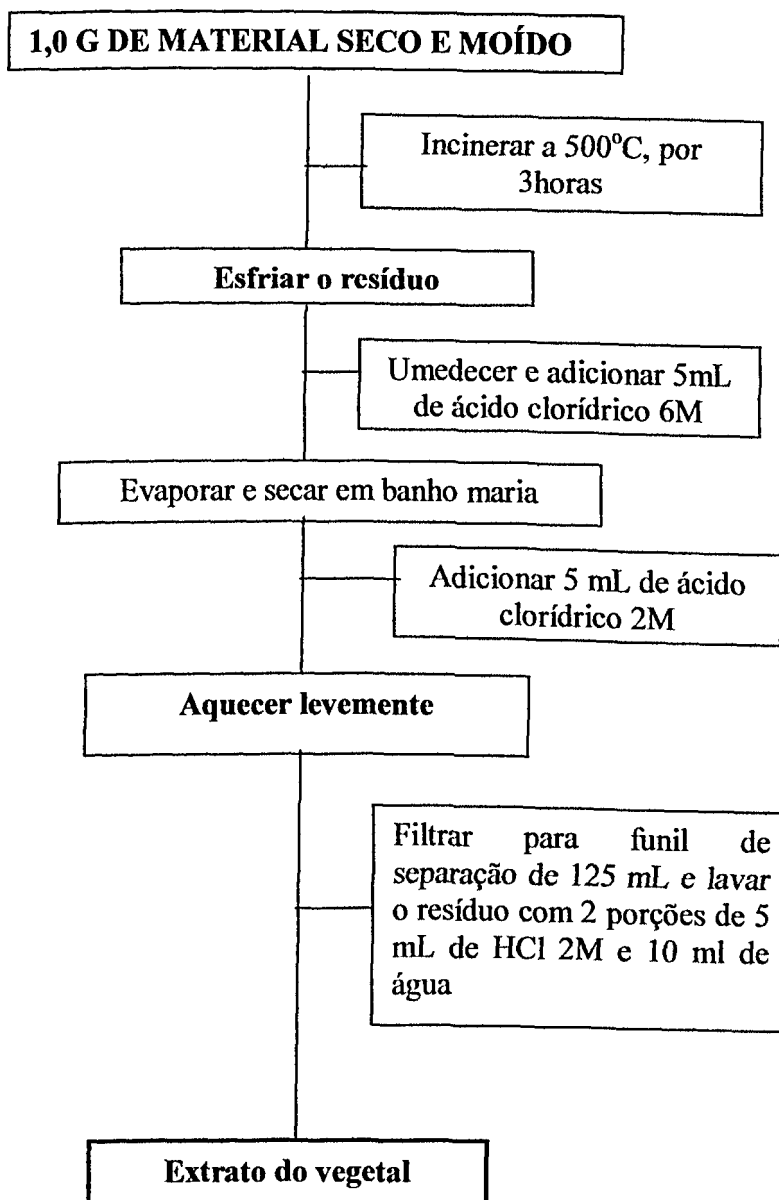 1,0 G DE MATERIAL SECO E MOÍDO
Incinerar a 500°C, por
3horas
Esfriar o resíduo
Umedecer e adicionar 5mL
de ácido clorídrico 6M
Evaporar e secar em banho maria
Adicionar 5 mL de ácido
clorídrico 2M
Aquecer levemente
Filtrar para funil de
separação de 125 mL e lavar
o resíduo com 2 porções de 5
mL de HCl 2M e 10 ml de
água
Extrato do vegetal